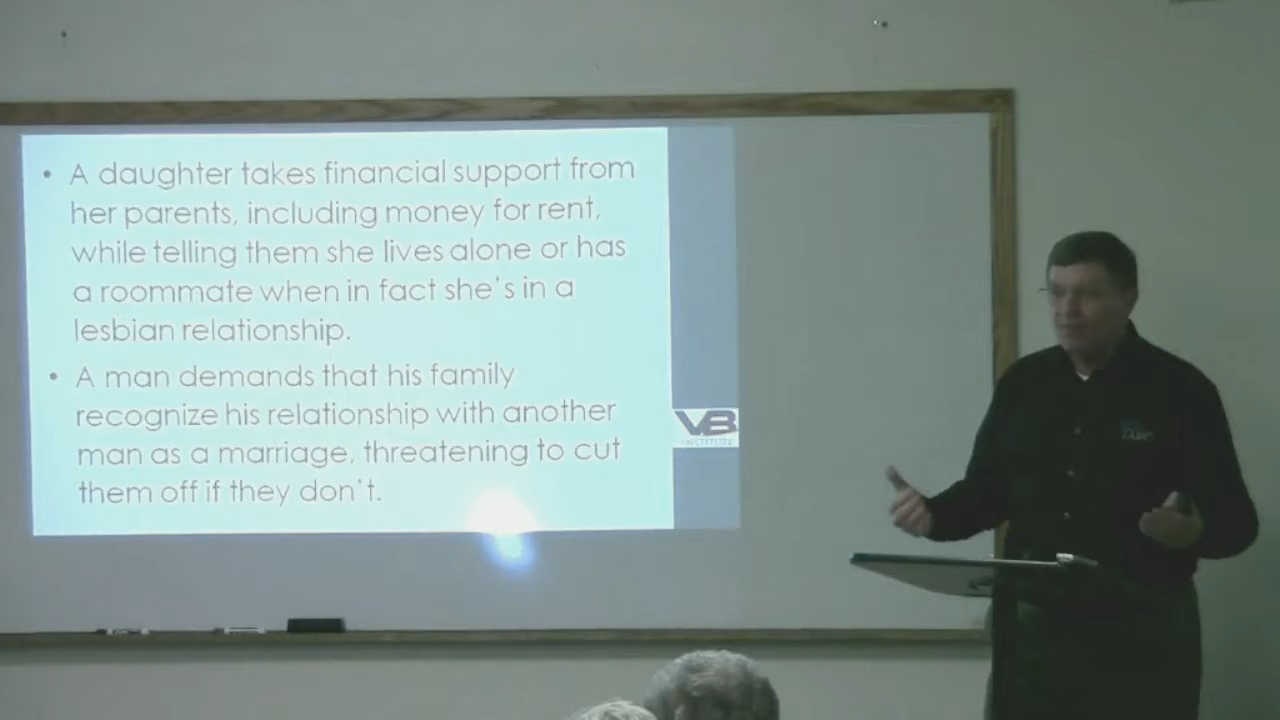 • A daughter takes financial support from
her parents, including money for rent,
while telling them she lives alone or has
a roommate when in fact she's in a
lesbian relationship.
• A man demands that his family
recognize his relationship with another
man as a marriage, threatening to cut
them off if they don't.
VB
INSTITUTE